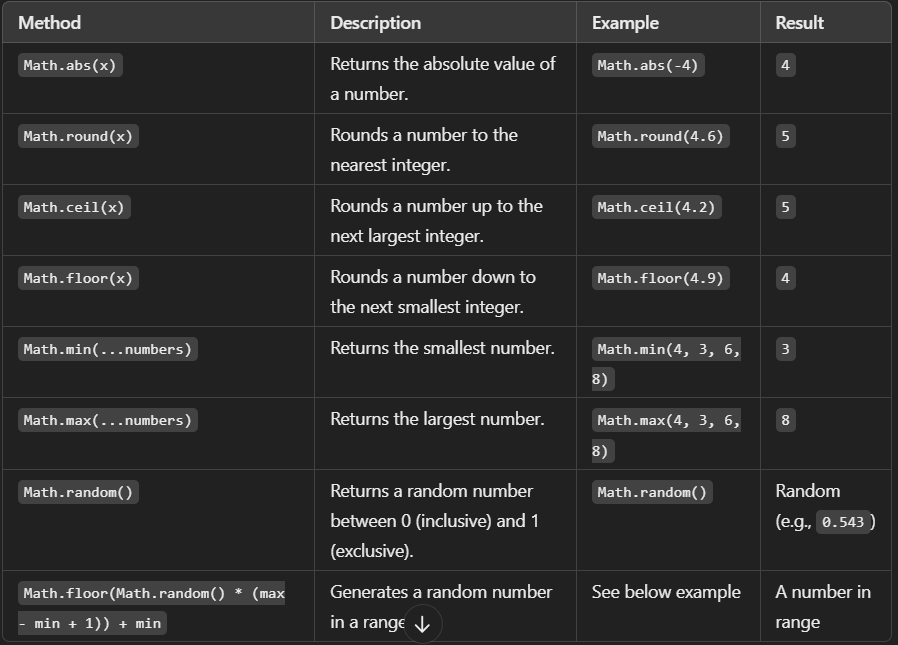 Method Description Example Result
Math.abs(x) Returns the absolute value of Math.abs(-4) 4
a number.
Math.round(x) Rounds a number to the Math.round(4.6) 5
nearest integer.
Math.ceil(x) Rounds a number up to the Math.ceil(4.2) 5
next largest integer.
Math.floor(x) Rounds a number down to Math.floor(4.9) 4
the next smallest integer.
Math.min(...numbers) Returns the smallest number. Math.min(4, 3, 6, 3
8)
Math.max(...numbers) Returns the largest number. Math.max(4, 3, 6, 8
8)
Math.random() Returns a random number Math.random() Random
between 0 (inclusive) and 1 (e.g., 0.543)
(exclusive).
Math.floor(Math.random() * (max Generates a random number See below example A number in
- min + 1)) + min in a range range